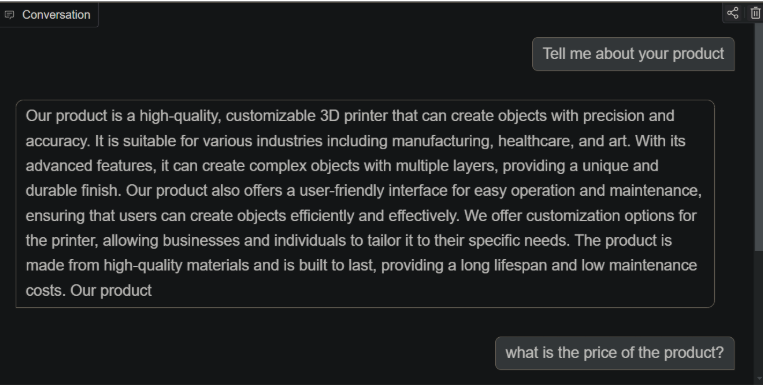 Conversation
Tell me about your product
Our product is a high-quality, customizable 3D printer that can create objects with precision and
accuracy. It is suitable for various industries including manufacturing, healthcare, and art. With its
advanced features, it can create complex objects with multiple layers, providing a unique and
durable finish. Our product also offers a user-friendly interface for easy operation and maintenance,
ensuring that users can create objects efficiently and effectively. We offer customization options for
the printer, allowing businesses and individuals to tailor it to their specific needs. The product is
made from high-quality materials and is built to last, providing a long lifespan and low maintenance
costs. Our product
what is the price of the product?